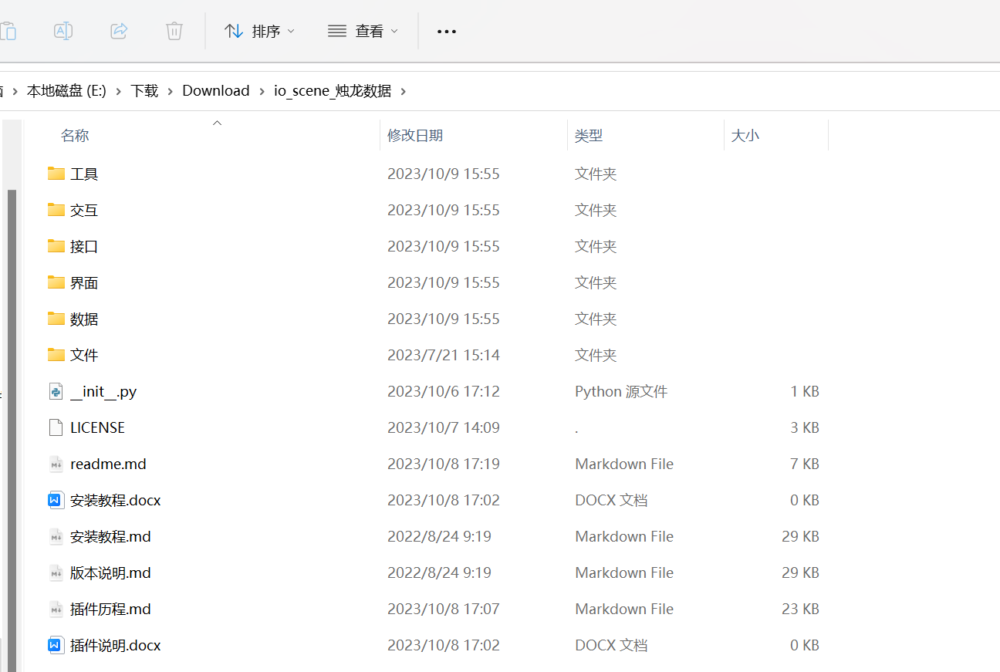 排序 查看
本地磁盘 (E:) › 下载 › Download › io_scene_烛龙数据 ›
名称 修改日期 类型 大小
工具 2023/10/9 15:55 文件夹
交互 2023/10/9 15:55 文件夹
接口 2023/10/9 15:55 文件夹
界面 2023/10/9 15:55 文件夹
数据 2023/10/9 15:55 文件夹
文件 2023/7/21 15:14 文件夹
__init__.py 2023/10/6 17:12 Python 源文件 1 KB
LICENSE 2023/10/7 14:09 . 3 KB
readme.md 2023/10/8 17:19 Markdown File 7 KB
安装教程.docx 2023/10/8 17:02 DOCX 文档 0 KB
安装教程.md 2022/8/24 9:19 Markdown File 29 KB
版本说明.md 2022/8/24 9:19 Markdown File 29 KB
插件历程.md 2023/10/8 17:07 Markdown File 23 KB
插件说明.docx 2023/10/8 17:02 DOCX 文档 0 KB